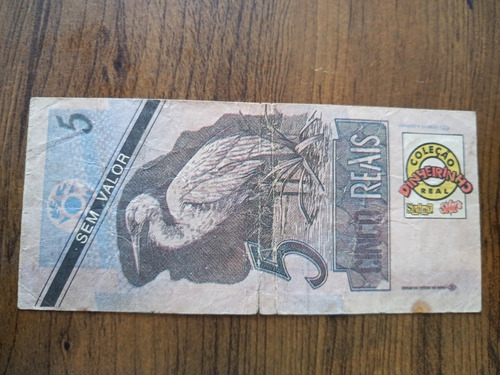 5
SEM VALOR
5
CINCO REAIS
COLEÇÃO
DINHEIRINHO
REAL